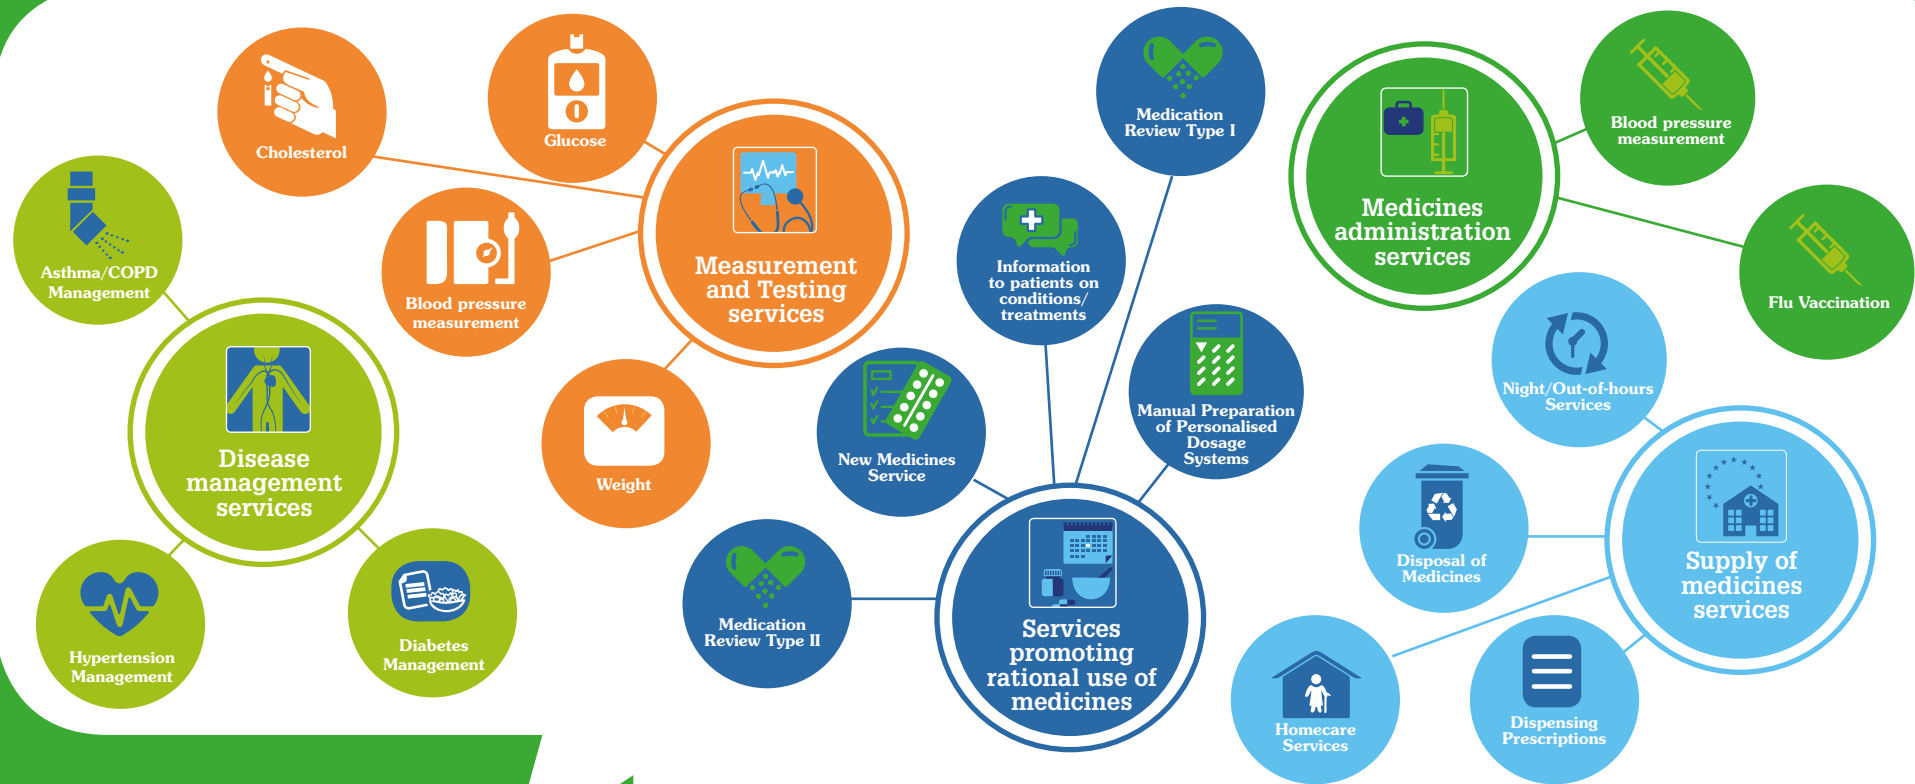 Cholesterol
Glucose
Blood pressure
measurement
Weight
Measurement
and Testing
services
Asthma/COPD
Management
Disease
management
services
Hypertension
Management
Diabetes
Management
Medication
Review Type I
Information
to patients on
conditions/
treatments
Manual Preparation
of Personalised
Dosage
Systems
New Medicines
Service
Medication
Review Type II
Services
promoting
rational use of
medicines
Medicines
administration
services
Blood pressure
measurement
Flu Vaccination
Night/Out-of-hours
Services
Disposal of
Medicines
Supply of
medicines
services
Homecare
Services
Dispensing
Prescriptions